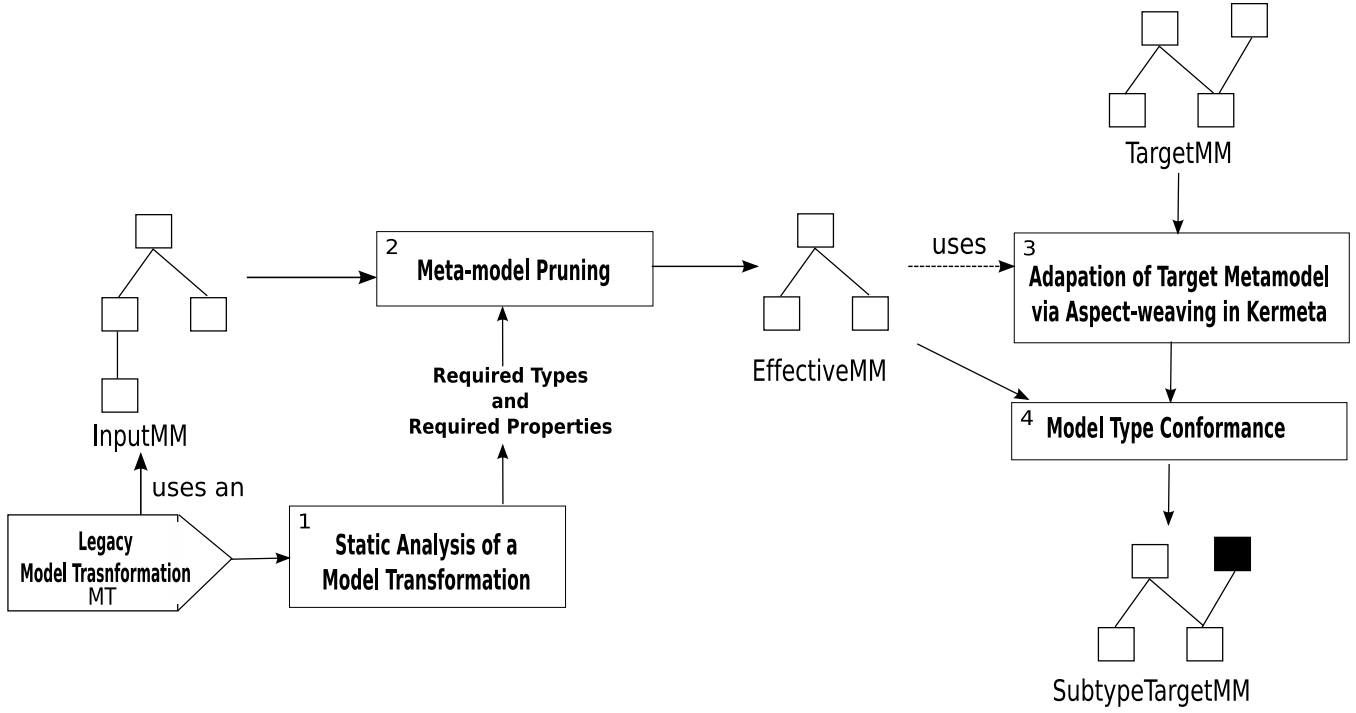 TargetMM
uses
3
Adapation of Target Metamodel
via Aspect-weaving in Kermeta
2
Meta-model Pruning
EffectiveMM
Required Types
and
Required Properties
4
Model Type Conformance
InputMM
uses an
Legacy
Model Trasnformation
MT
1
Static Analysis of a
Model Transformation
SubtypeTargetMM